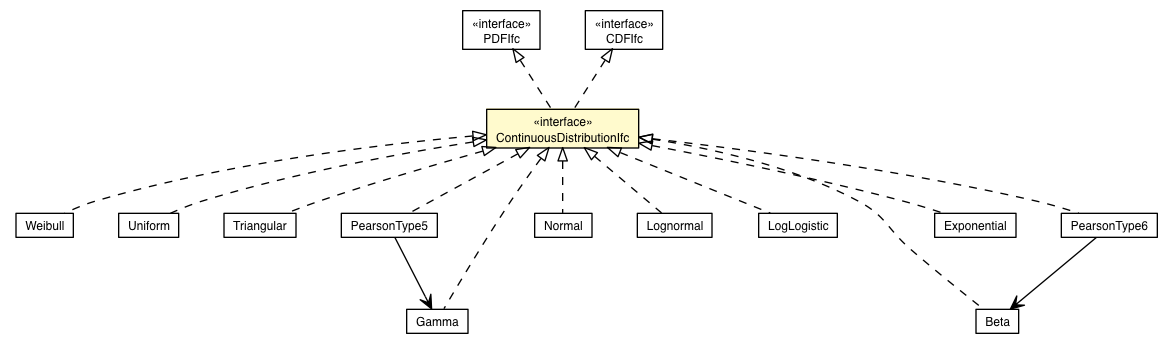 «interface»
PDFIfc
«interface»
CDFIfc
«interface»
ContinuousDistributionIfc
Weibull
Uniform
Triangular
PearsonType5
Normal
Lognormal
LogLogistic
Exponential
PearsonType6
Gamma
Beta